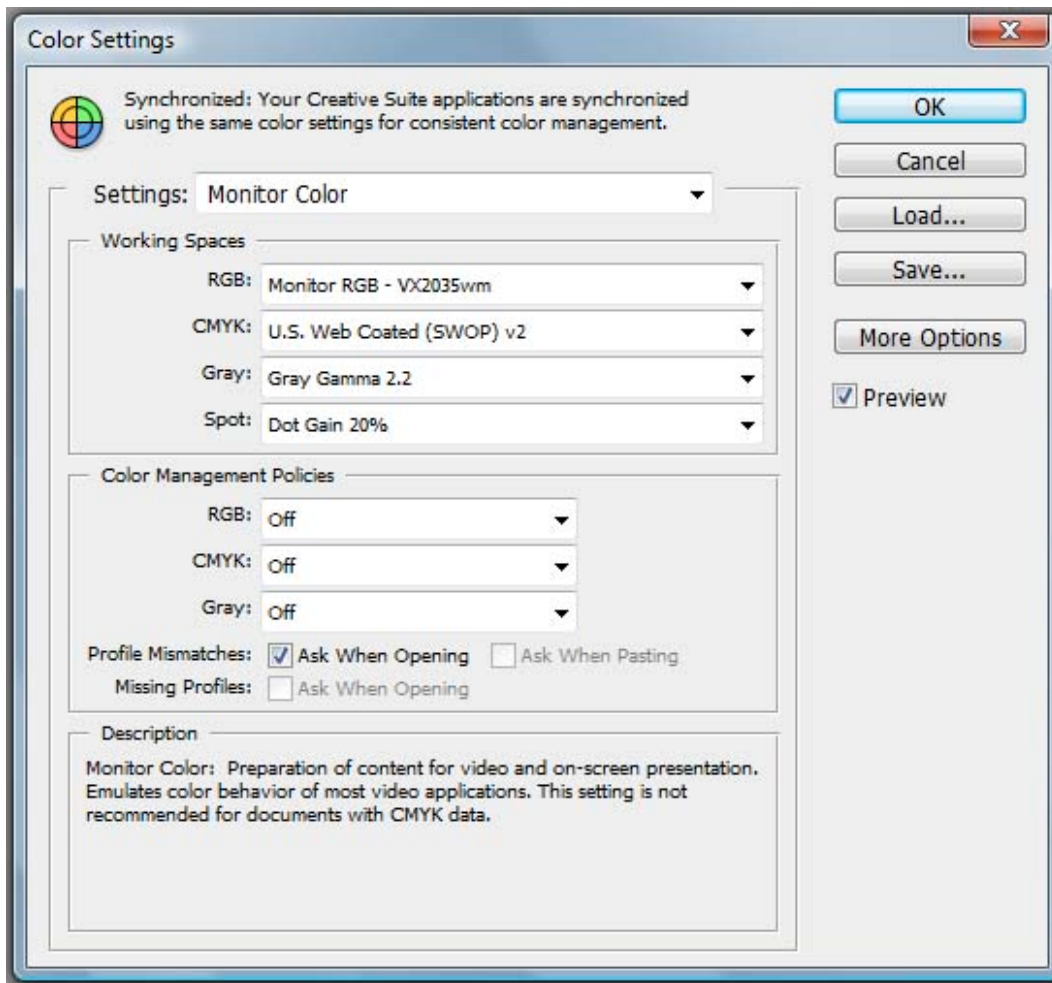 Color Settings
Synchronized: Your Creative Suite applications are synchronized
using the same color settings for consistent color management.
Settings: Monitor Color
Working Spaces
RGB: Monitor RGB - VX2035wm
CMYK: U.S. Web Coated (SWOP) v2
Gray: Gray Gamma 2.2
Spot: Dot Gain 20%
Color Management Policies
RGB: Off
CMYK: Off
Gray: Off
Profile Mismatches: Ask When Opening Ask When Pasting
Missing Profiles: Ask When Opening
Description
Monitor Color: Preparation of content for video and on-screen presentation.
Emulates color behavior of most video applications. This setting is not
recommended for documents with CMYK data.
OK
Cancel
Load...
Save...
More Options
Preview